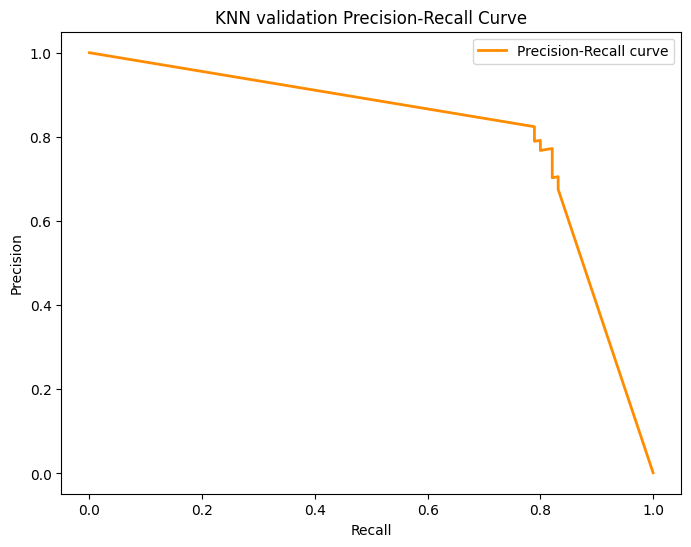 KNN validation Precision-Recall Curve
Precision-Recall curve
1.0
0.8
0.6
0.4
0.2
0.0
Precision
0.0 0.2 0.4 0.6 0.8 1.0
Recall